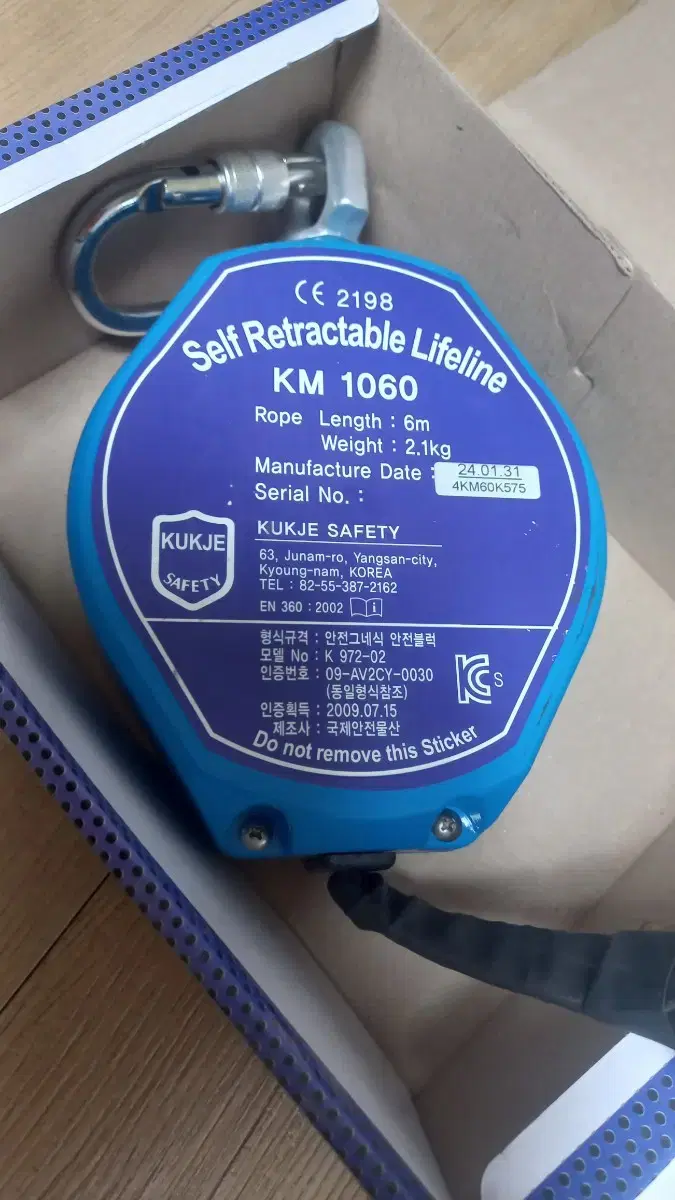 CE 2198
Self Retractable Lifeline
KM 1060
Rope Length : 6m
Weight : 2.1kg
Manufacture Date : 24.01.31
Serial No. : 4KM60K575
KUKJE SAFETY
KUKJE SAFETY
63, Junam-ro, Yangsan-city,
Kyoung-nam, KOREA
TEL : 82-55-387-2162
EN 360 : 2002 i
형식규격 : 안전그네식 안전블럭
모델 No : K 972-02
인증번호 : 09-AV2CY-0030
(동일형식참조)
인증획득 : 2009.07.15
제조사 : 국제안전물산
KCs
Do not remove this Sticker